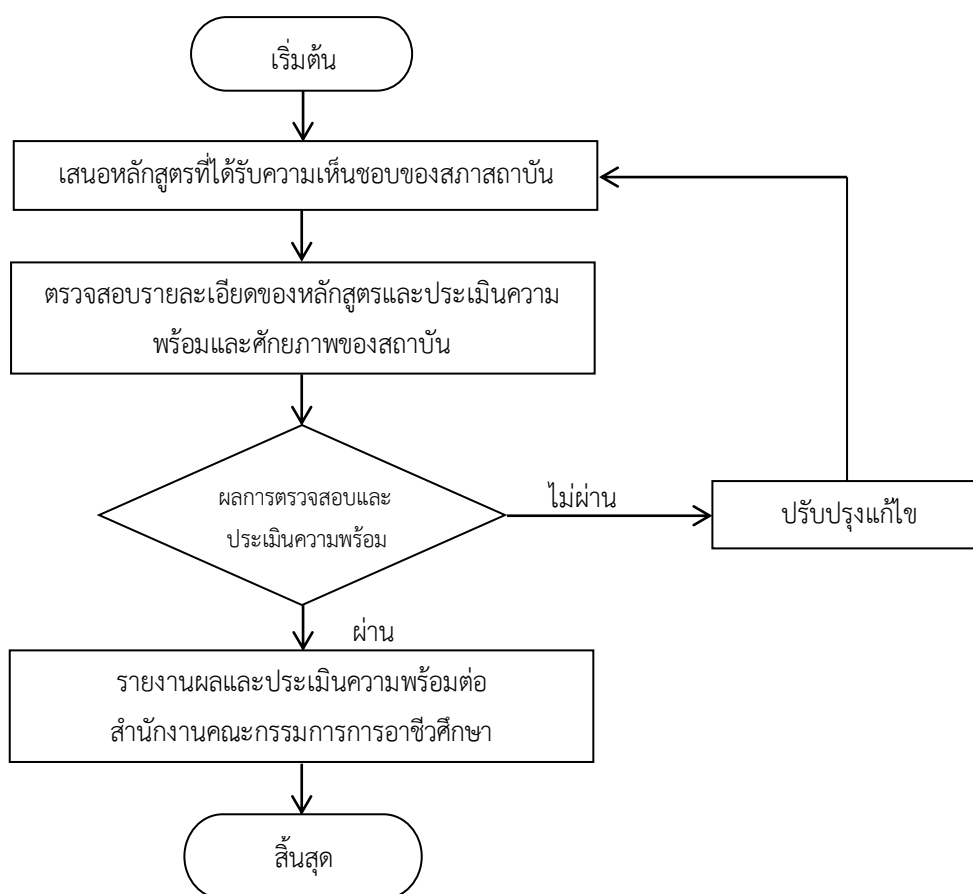 เริ่มต้น
เสนอหลักสูตรที่ได้รับความเห็นชอบของสภาสถาบัน
ตรวจสอบรายละเอียดของหลักสูตรและประเมินความ
พร้อมและศักยภาพของสถาบัน
ผลการตรวจสอบและ
ประเมินความพร้อม
ไม่ผ่าน
ปรับปรุงแก้ไข
ผ่าน
รายงานผลและประเมินความพร้อมต่อ
สำนักงานคณะกรรมการการอาชีวศึกษา
สิ้นสุด